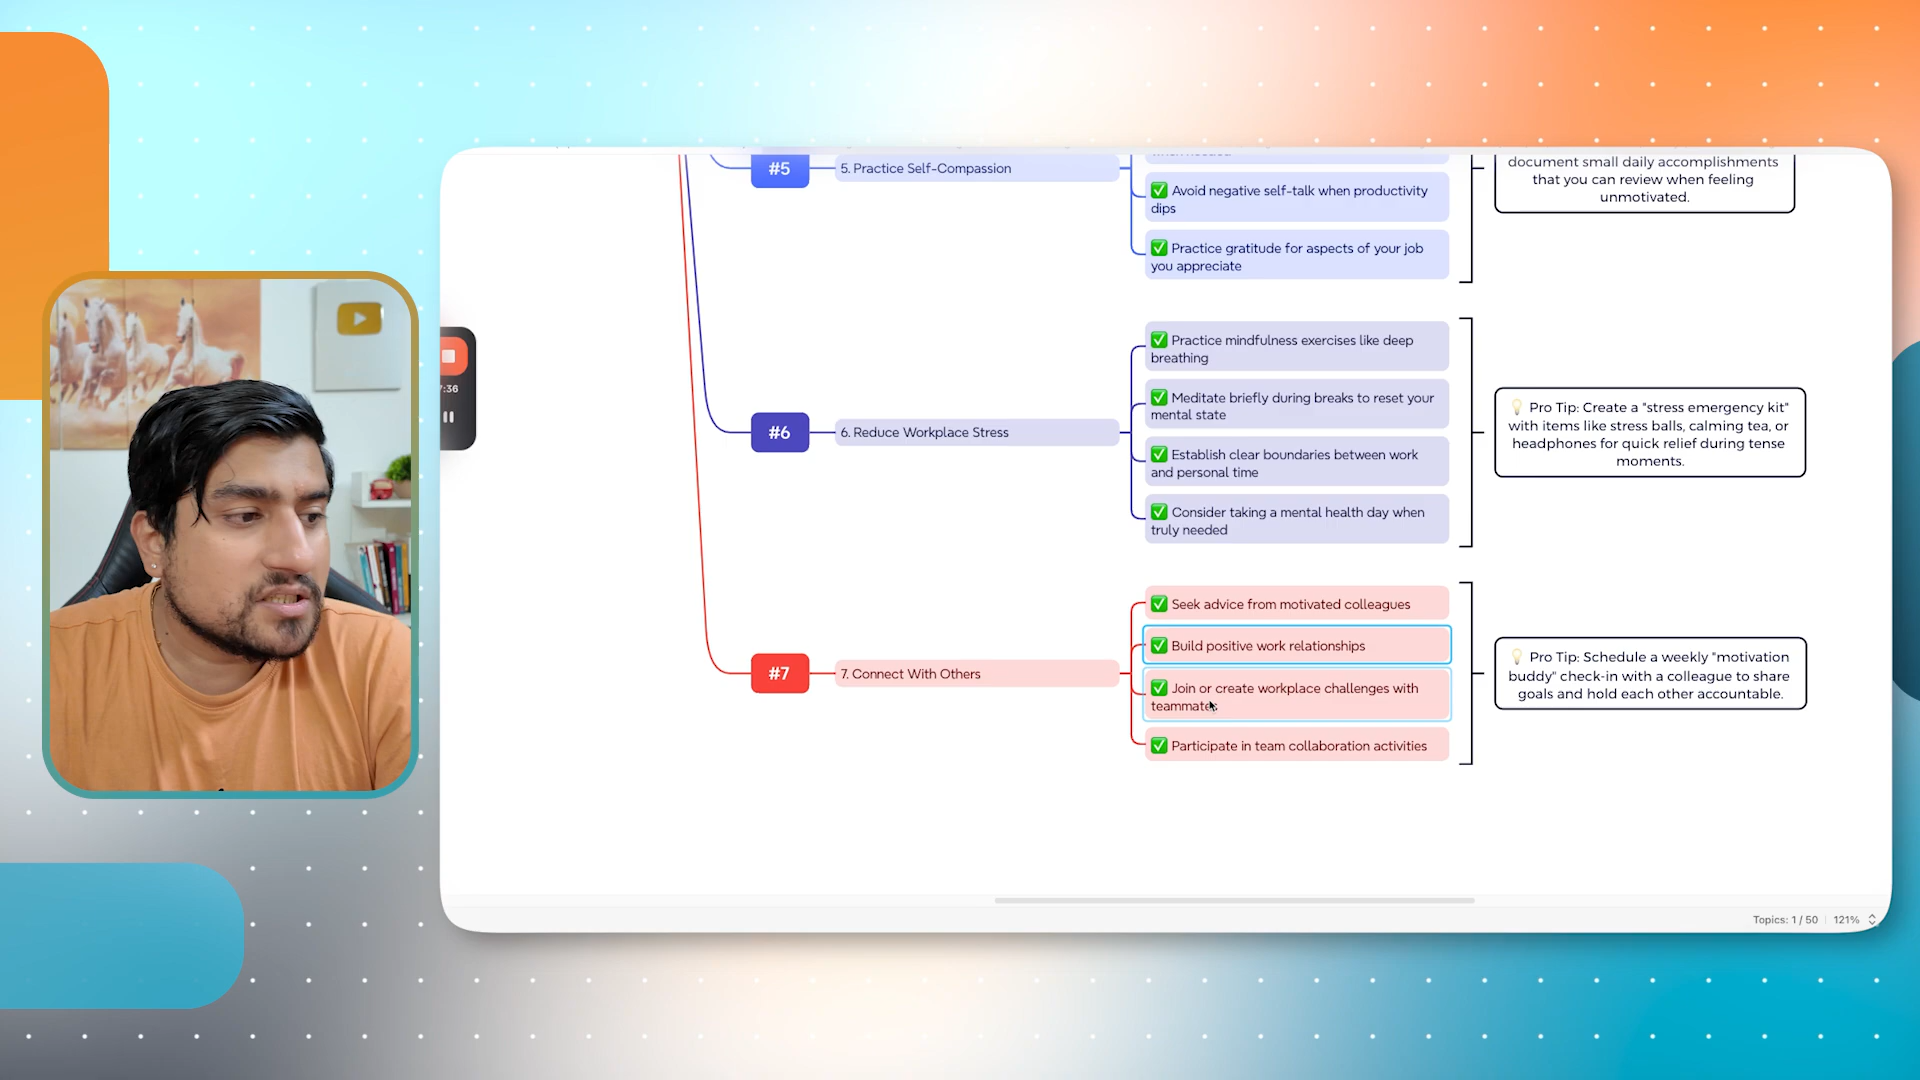 #5
5. Practice Self-Compassion
✅ Avoid negative self-talk when productivity
dips
✅ Practice gratitude for aspects of your job
you appreciate
document small daily accomplishments
that you can review when feeling
unmotivated.
#6
6. Reduce Workplace Stress
✅ Practice mindfulness exercises like deep
breathing
✅ Meditate briefly during breaks to reset your
mental state
✅ Establish clear boundaries between work
and personal time
✅ Consider taking a mental health day when
truly needed
💡 Pro Tip: Create a "stress emergency kit"
with items like stress balls, calming tea, or
headphones for quick relief during tense
moments.
#7
7. Connect With Others
✅ Seek advice from motivated colleagues
✅ Build positive work relationships
✅ Join or create workplace challenges with
teammates
✅ Participate in team collaboration activities
💡 Pro Tip: Schedule a weekly "motivation
buddy" check-in with a colleague to share
goals and hold each other accountable.
:36
Topics: 1 / 50
121%